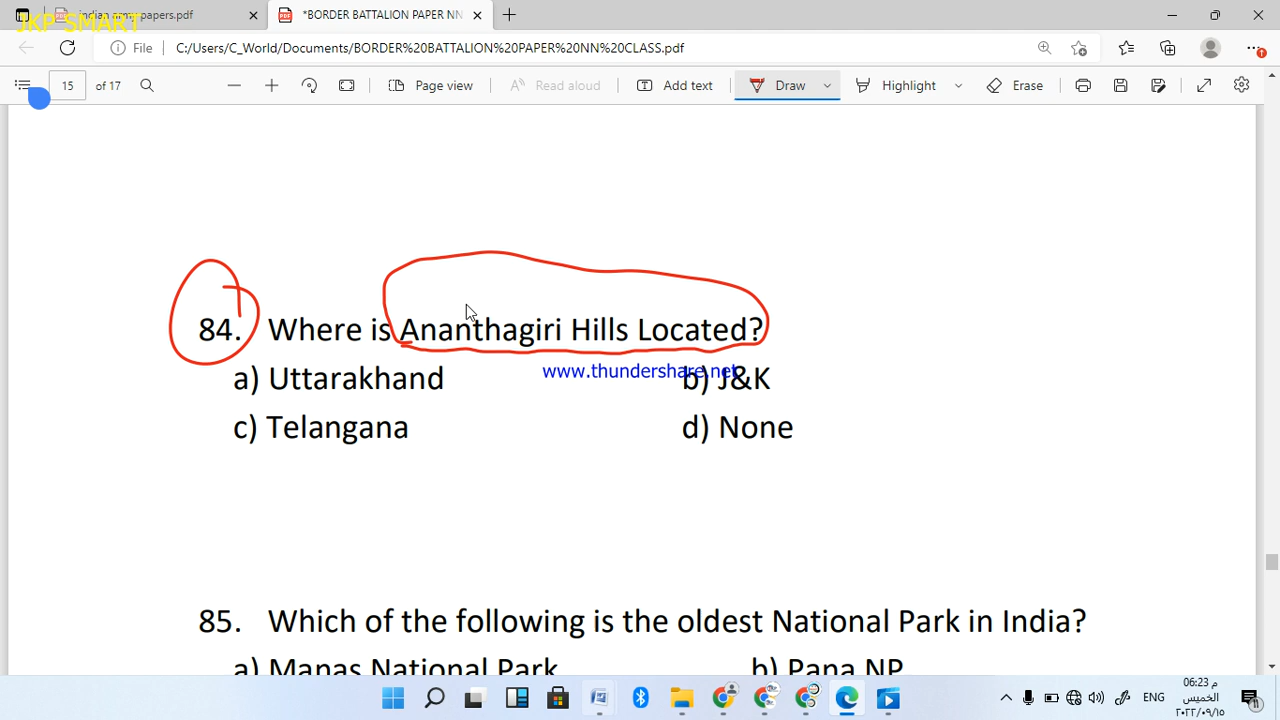 indian newspapers.pdf
*BORDER BATTALION PAPER NN
JKP SMART
File
C:/Users/C_World/Documents/BORDER%20BATTALION%20PAPER%20NN%20CLASS.pdf
15 of 17
Page view
Read aloud
Add text
Draw
Highlight
Erase
84. Where is Ananthagiri Hills Located?
www.thundershare.net
a) Uttarakhand b) J&K
c) Telangana d) None
85. Which of the following is the oldest National Park in India?
a) Manas National Park b) Pana NP
ENG
06:23 م
الخميس
٢٠٢٢/٠٩/١٥